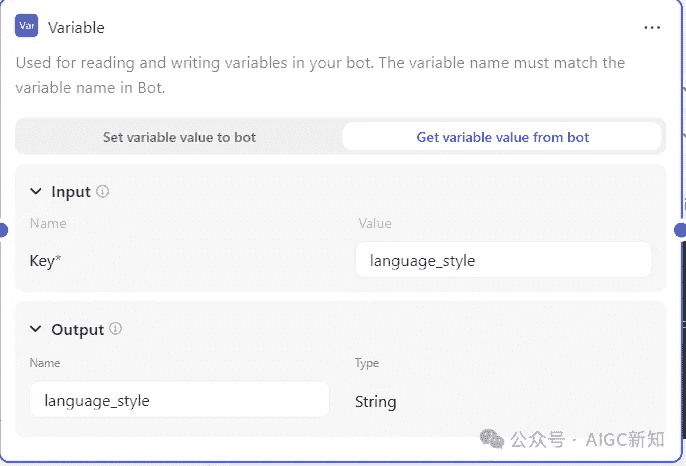 Var Variable ...
Used for reading and writing variables in your bot. The variable name must match the
variable name in Bot.
Set variable value to bot Get variable value from bot
Input
Name Value
Key* language_style
Output
Name Type
language_style String
公众号 · AIGC新知